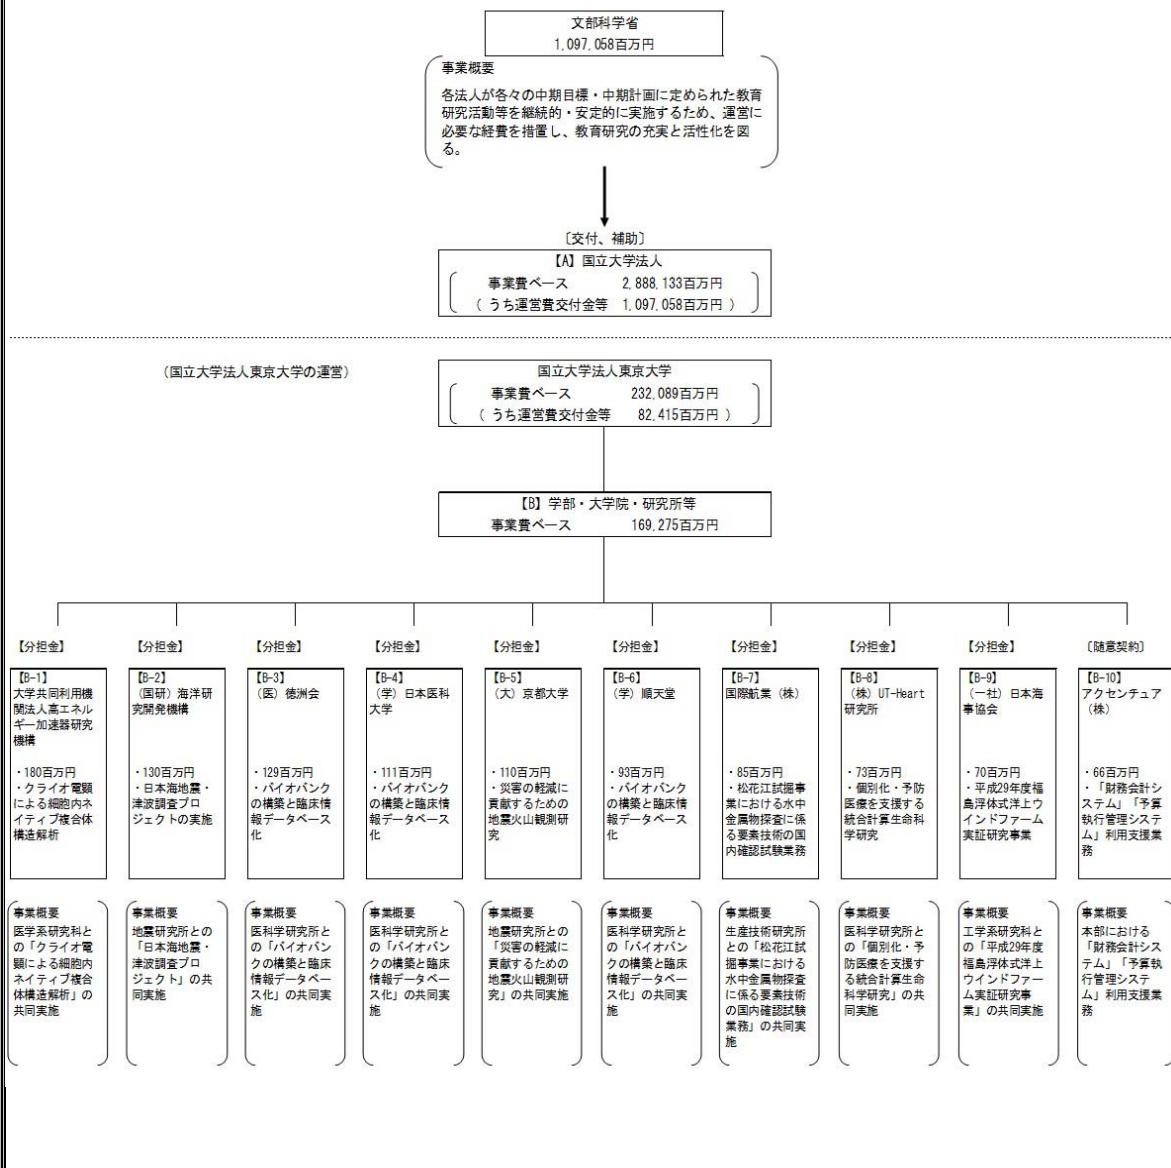 文部科学省
1,097,058百万円
事業概要
各法人が各々の中期目標・中期計画に定められた教育
研究活動等を継続的・安定的に実施するため、運営に
必要な経費を措置し、教育研究の充実と活性化を図
る。
〔交付、補助〕
【A】国立大学法人
事業費ベース 2,888,133百万円
（ うち運営費交付金等 1,097,058百万円 ）
（国立大学法人東京大学の運営）
国立大学法人東京大学
事業費ベース 232,089百万円
（ うち運営費交付金等 82,415百万円 ）
【B】学部・大学院・研究所等
事業費ベース 169,275百万円
【分担金】
【B-1】
大学共同利用機
関法人高エネル
ギー加速器研究
機構
・180百万円
・クライオ電顕
による細胞内ネ
イティブ複合体
構造解析
事業概要
医学系研究科と
の「クライオ電
顕による細胞内
ネイティブ複合
体構造解析」の
共同実施
【分担金】
【B-2】
（国研）海洋研
究開発機構
・130百万円
・日本海地震・
津波調査プロ
ジェクトの実施
事業概要
地震研究所との
「日本海地震・
津波調査プロ
ジェクト」の共
同実施
【分担金】
【B-3】
（医）徳洲会
・129百万円
・バイオバンク
の構築と臨床情
報データベース
化
事業概要
医科学研究所と
の「バイオバン
クの構築と臨床
情報データベー
ス化」の共同実
施
【分担金】
【B-4】
（学）日本医科
大学
・111百万円
・バイオバンク
の構築と臨床情
報データベース
化
事業概要
医科学研究所と
の「バイオバン
クの構築と臨床
情報データベー
ス化」の共同実
施
【分担金】
【B-5】
（大）京都大学
・110百万円
・災害の軽減に
貢献するための
地震火山観測研
究
事業概要
地震研究所との
「災害の軽減に
貢献するための
地震火山観測研
究」の共同実施
【分担金】
【B-6】
（学）順天堂
・93百万円
・バイオバンク
の構築と臨床情
報データベース
化
事業概要
医科学研究所と
の「バイオバン
クの構築と臨床
情報データベー
ス化」の共同実
施
【分担金】
【B-7】
国際航業（株）
・85百万円
・松花江試掘事
業における水中
金属物探査に係
る要素技術の国
内確認試験業務
事業概要
生産技術研究所
との「松花江試
掘事業における
水中金属物探査
に係る要素技術
の国内確認試験
業務」の共同実
施
【分担金】
【B-8】
（株）UT-Heart
研究所
・73百万円
・個別化・予防
医療を支援する
統合計算生命科
学研究
事業概要
医科学研究所と
の「個別化・予
防医療を支援す
る統合計算生命
科学研究」の共
同実施
【分担金】
【B-9】
（一社）日本海
事協会
・70百万円
・平成29年度福
島浮体式洋上ウ
インドファーム
実証研究事業
事業概要
工学系研究科と
の「平成29年度
福島浮体式洋上
ウインドファー
ム実証研究事
業」の共同実施
〔随意契約〕
【B-10】
アクセンチュア
（株）
・66百万円
・「財務会計シ
ステム」「予算
執行管理システ
ム」利用支援業
務
事業概要
本部における
「財務会計シス
テム」「予算執
行管理システ
ム」利用支援業
務